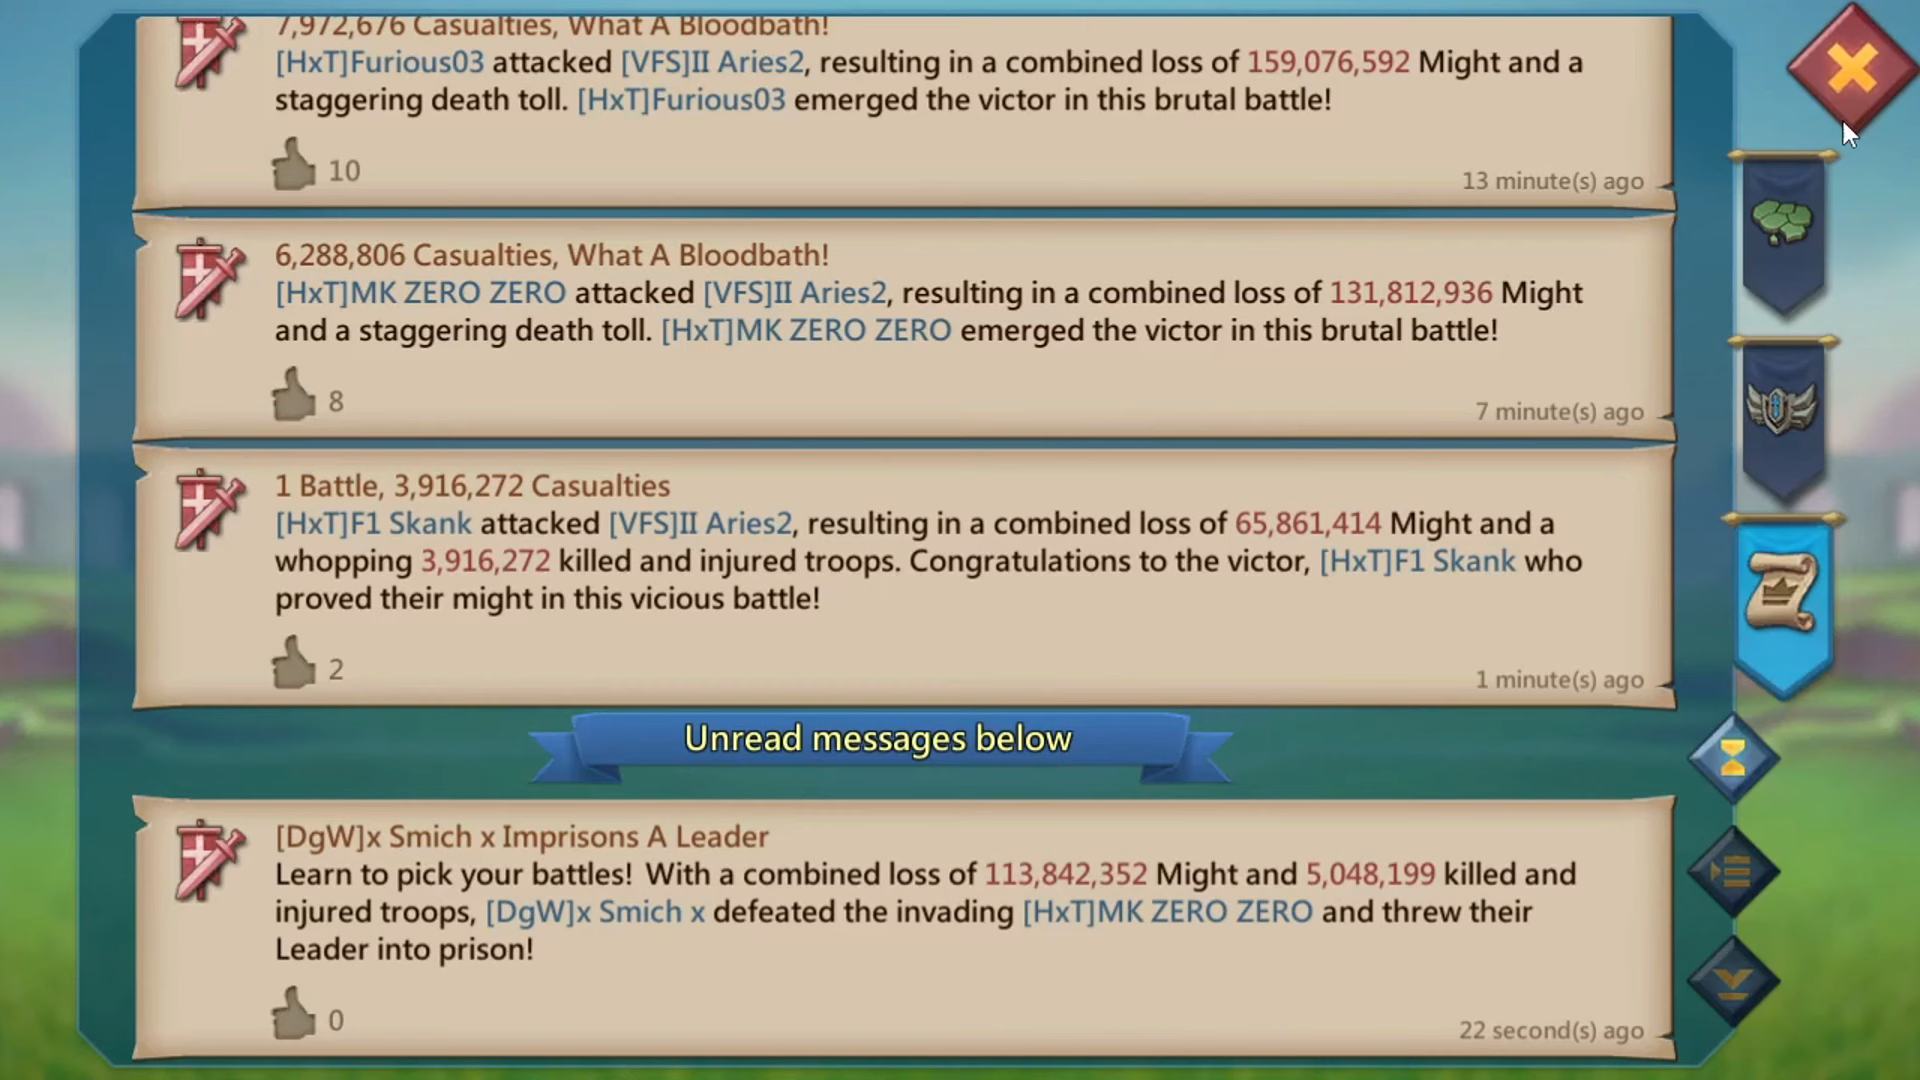 7,972,676 Casualties, What A Bloodbath!
[HxT]Furious03 attacked [VFS]II Aries2, resulting in a combined loss of 159,076,592 Might and a
staggering death toll. [HxT]Furious03 emerged the victor in this brutal battle!
10
13 minute(s) ago
6,288,806 Casualties, What A Bloodbath!
[HxT]MK ZERO ZERO attacked [VFS]II Aries2, resulting in a combined loss of 131,812,936 Might
and a staggering death toll. [HxT]MK ZERO ZERO emerged the victor in this brutal battle!
8
7 minute(s) ago
1 Battle, 3,916,272 Casualties
[HxT]F1 Skank attacked [VFS]II Aries2, resulting in a combined loss of 65,861,414 Might and a
whopping 3,916,272 killed and injured troops. Congratulations to the victor, [HxT]F1 Skank who
proved their might in this vicious battle!
2
1 minute(s) ago
Unread messages below
[DgW]x Smich x Imprisons A Leader
Learn to pick your battles! With a combined loss of 113,842,352 Might and 5,048,199 killed and
injured troops, [DgW]x Smich x defeated the invading [HxT]MK ZERO ZERO and threw their
Leader into prison!
0
22 second(s) ago